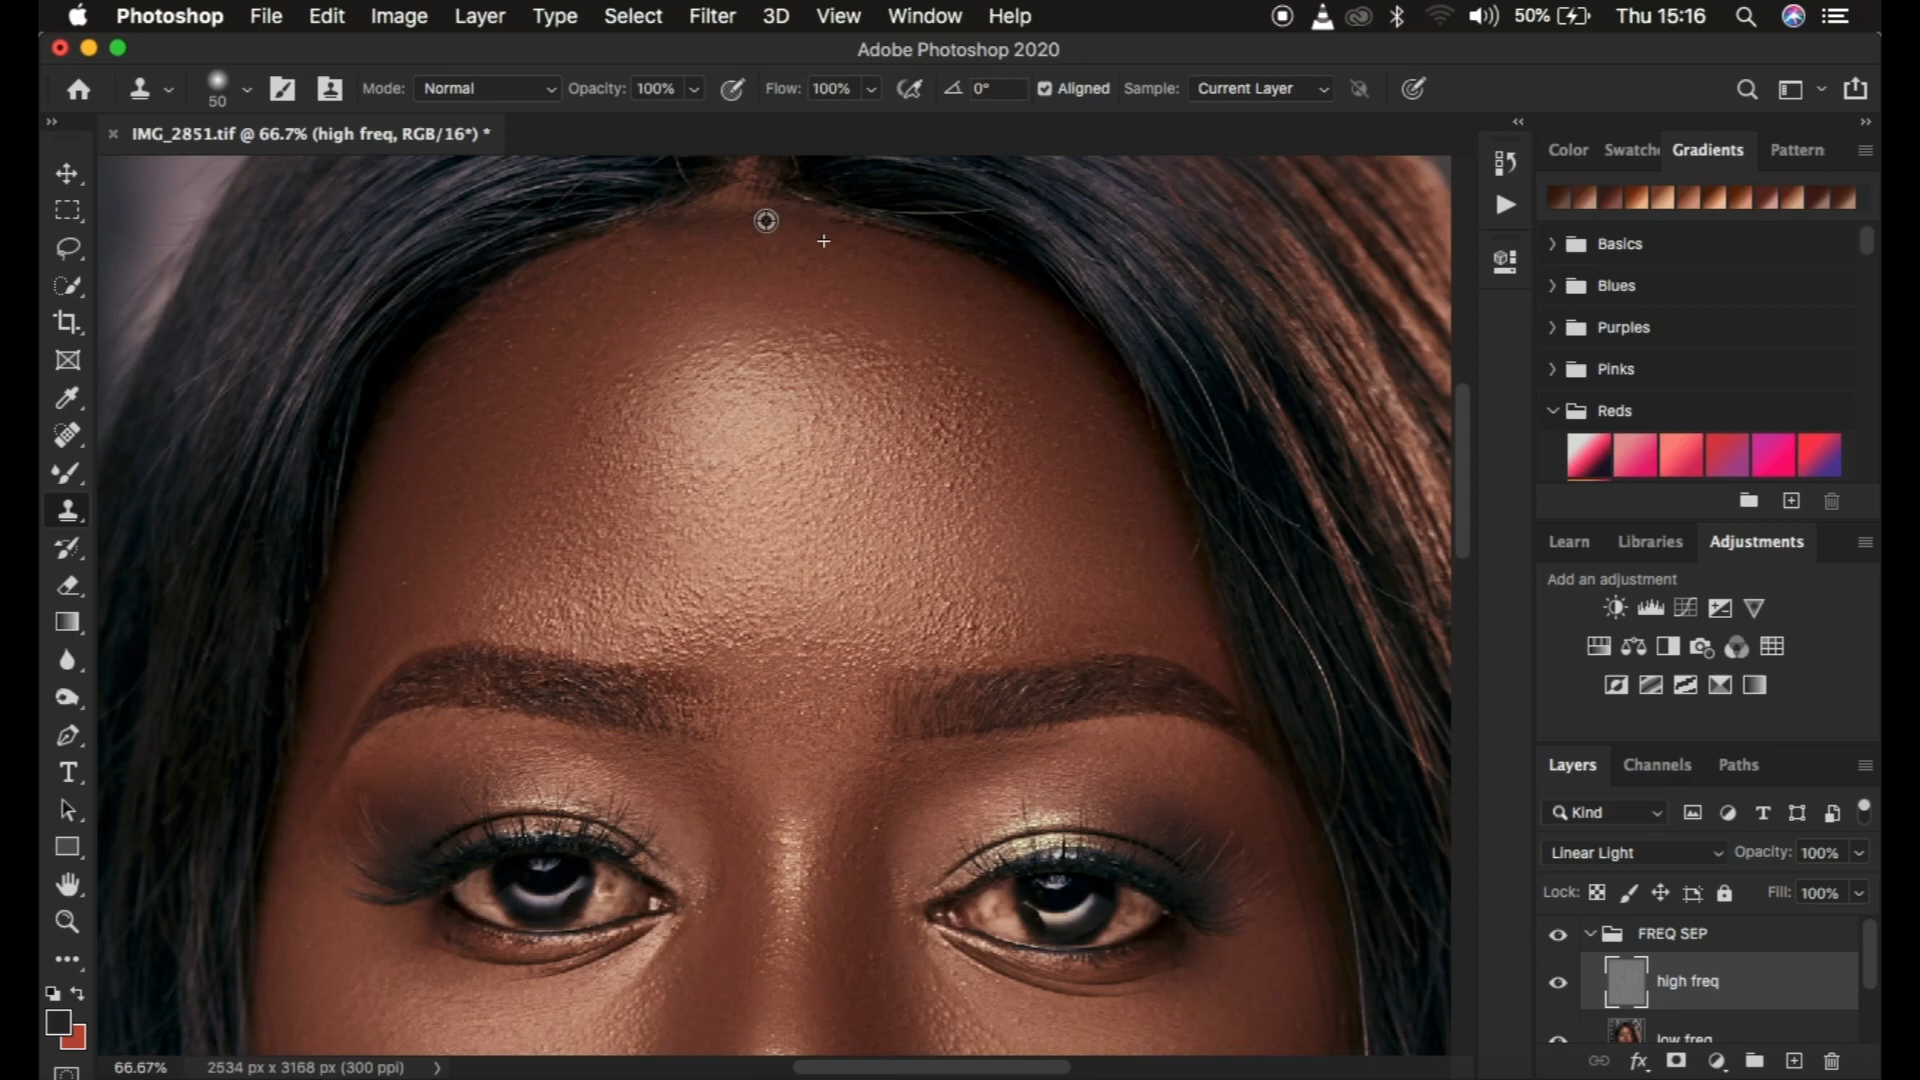 Photoshop File Edit Image Layer Type Select Filter 3D View Window Help 50% Thu 15:16
Adobe Photoshop 2020
50 Mode: Normal Opacity: 100% Flow: 100% 0° Aligned Sample: Current Layer
IMG_2851.tif @ 66.7% (high freq, RGB/16*) *
Color Swatche Gradients Pattern
Basics
Blues
Purples
Pinks
Reds
Learn Libraries Adjustments
Add an adjustment
Layers Channels Paths
Kind
Linear Light Opacity: 100%
Lock: Fill: 100%
FREQ SEP
high freq
low freq
66.67% 2534 px x 3168 px (300 ppi)